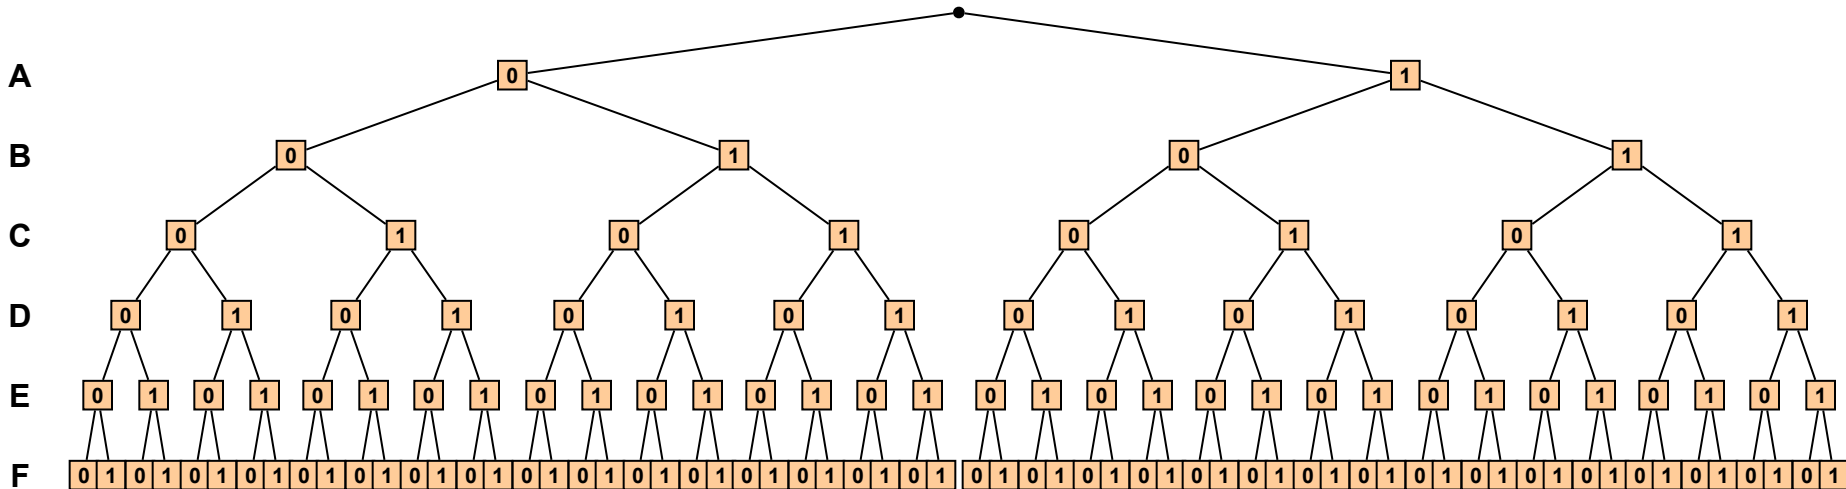 A 0 1
B 0 1 0 1
C 0 1 0 1 0 1 0 1
D 0 1 0 1 0 1 0 1 0 1 0 1 0 1 0 1
E 0 1 0 1 0 1 0 1 0 1 0 1 0 1 0 1 0 1 0 1 0 1 0 1 0 1 0 1 0 1 0 1
F 0 1 0 1 0 1 0 1 0 1 0 1 0 1 0 1 0 1 0 1 0 1 0 1 0 1 0 1 0 1 0 1 0 1 0 1 0 1 0 1 0 1 0 1 0 1 0 1 0 1 0 1 0 1 0 1 0 1 0 1 0 1 0 1